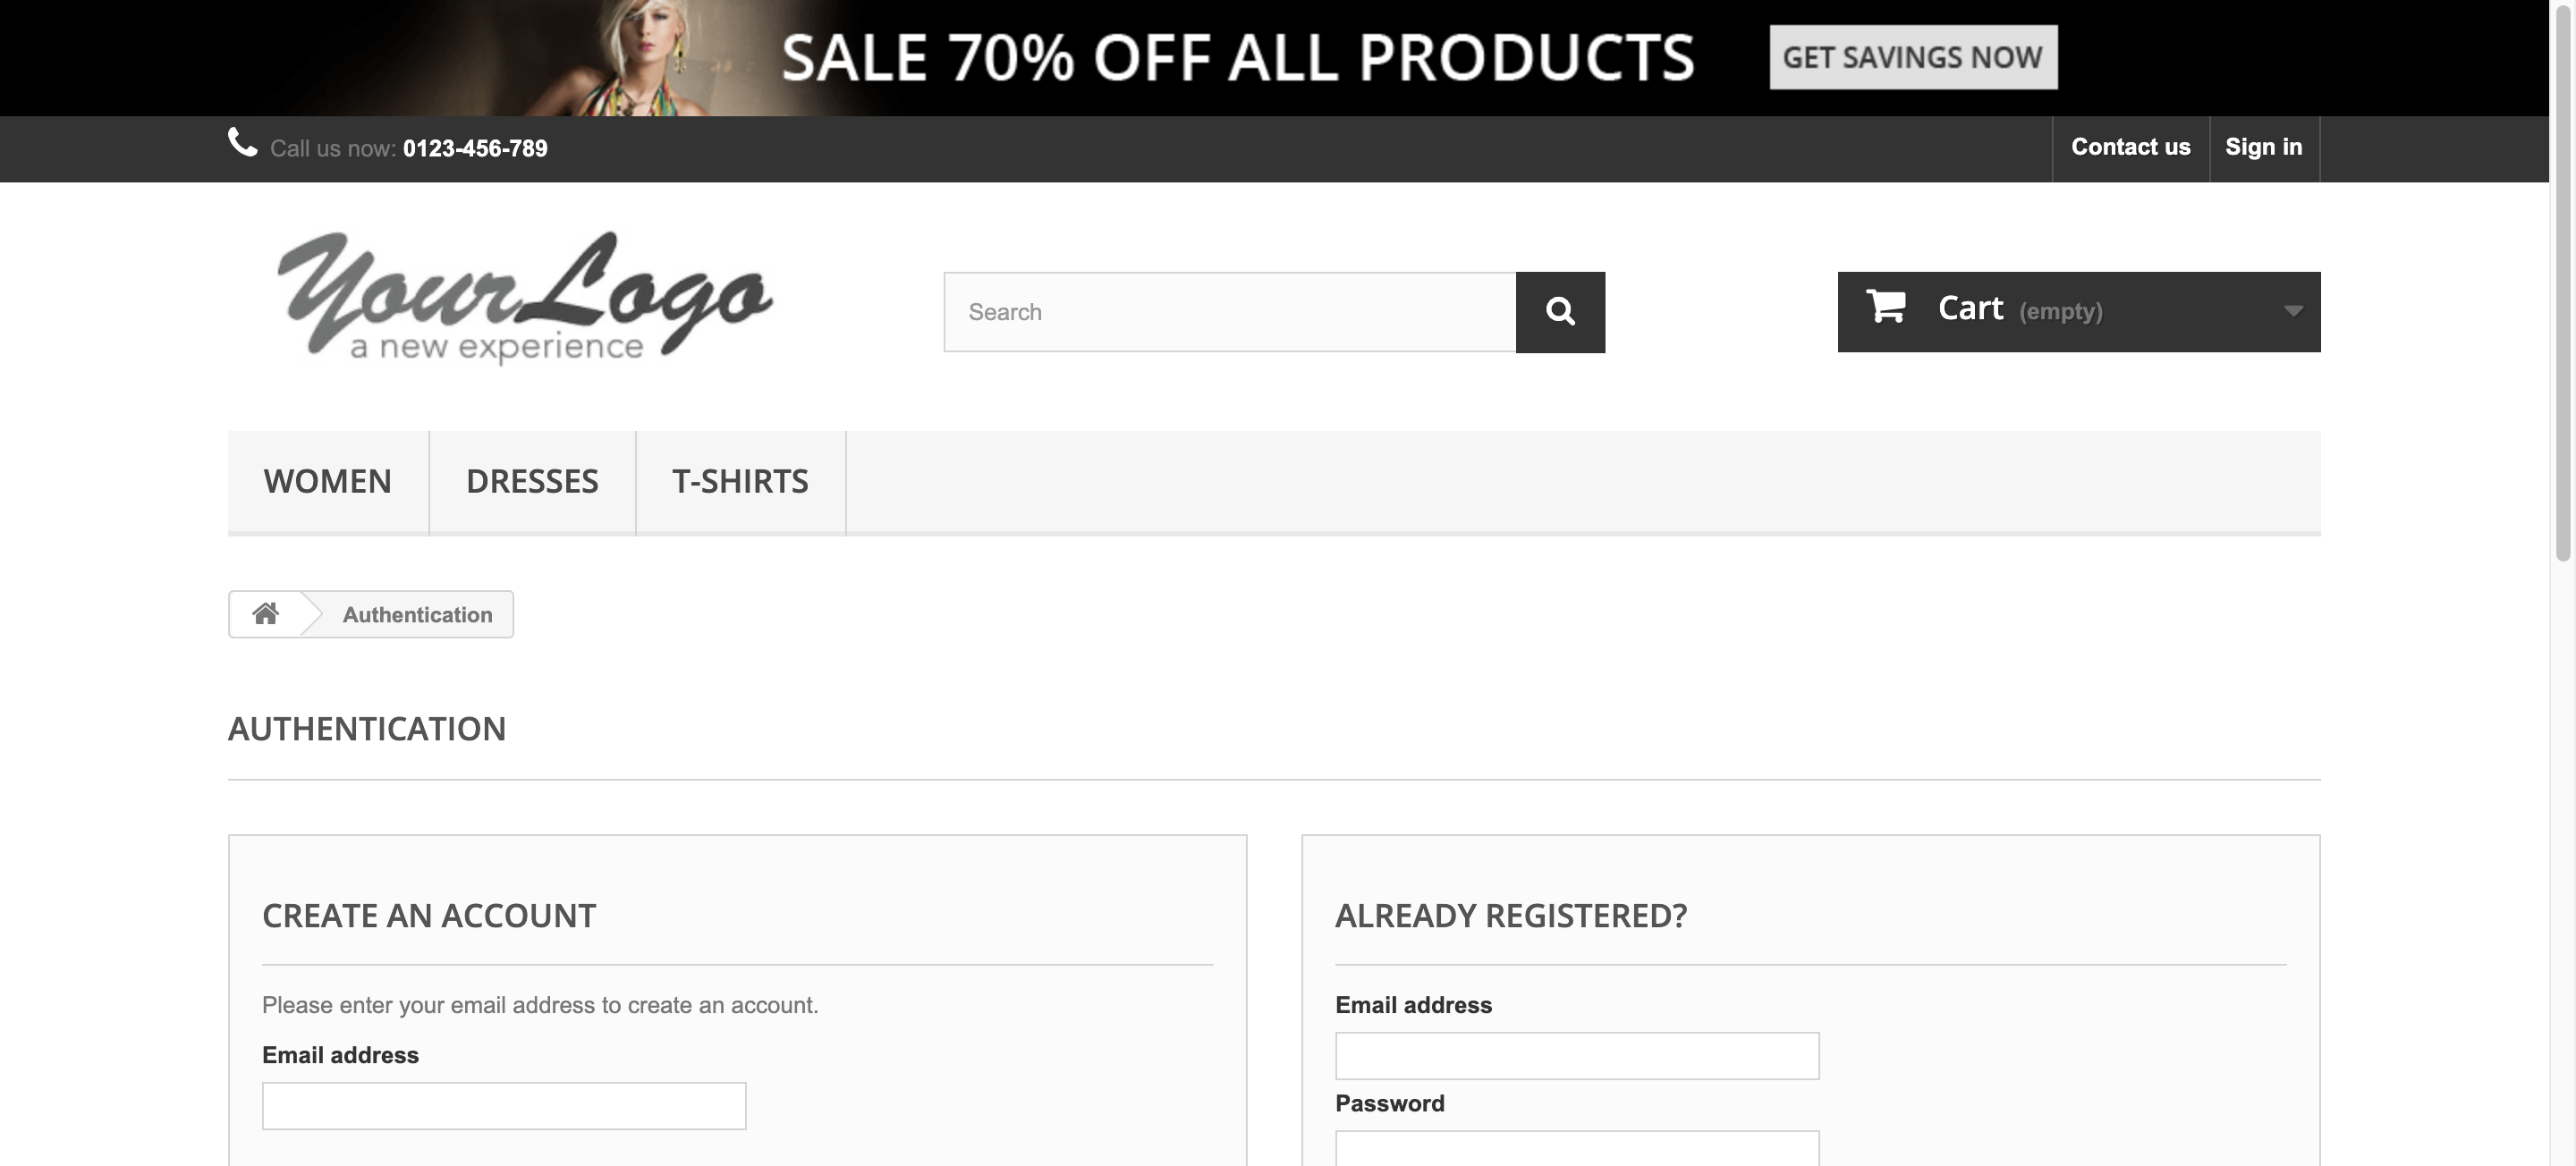 SALE 70% OFF ALL PRODUCTS GET SAVINGS NOW
Call us now: 0123-456-789 Contact us Sign in
Your Logo
a new experience
Search
Cart (empty)
WOMEN DRESSES T-SHIRTS
Authentication
AUTHENTICATION
CREATE AN ACCOUNT
Please enter your email address to create an account.
Email address
ALREADY REGISTERED?
Email address
Password